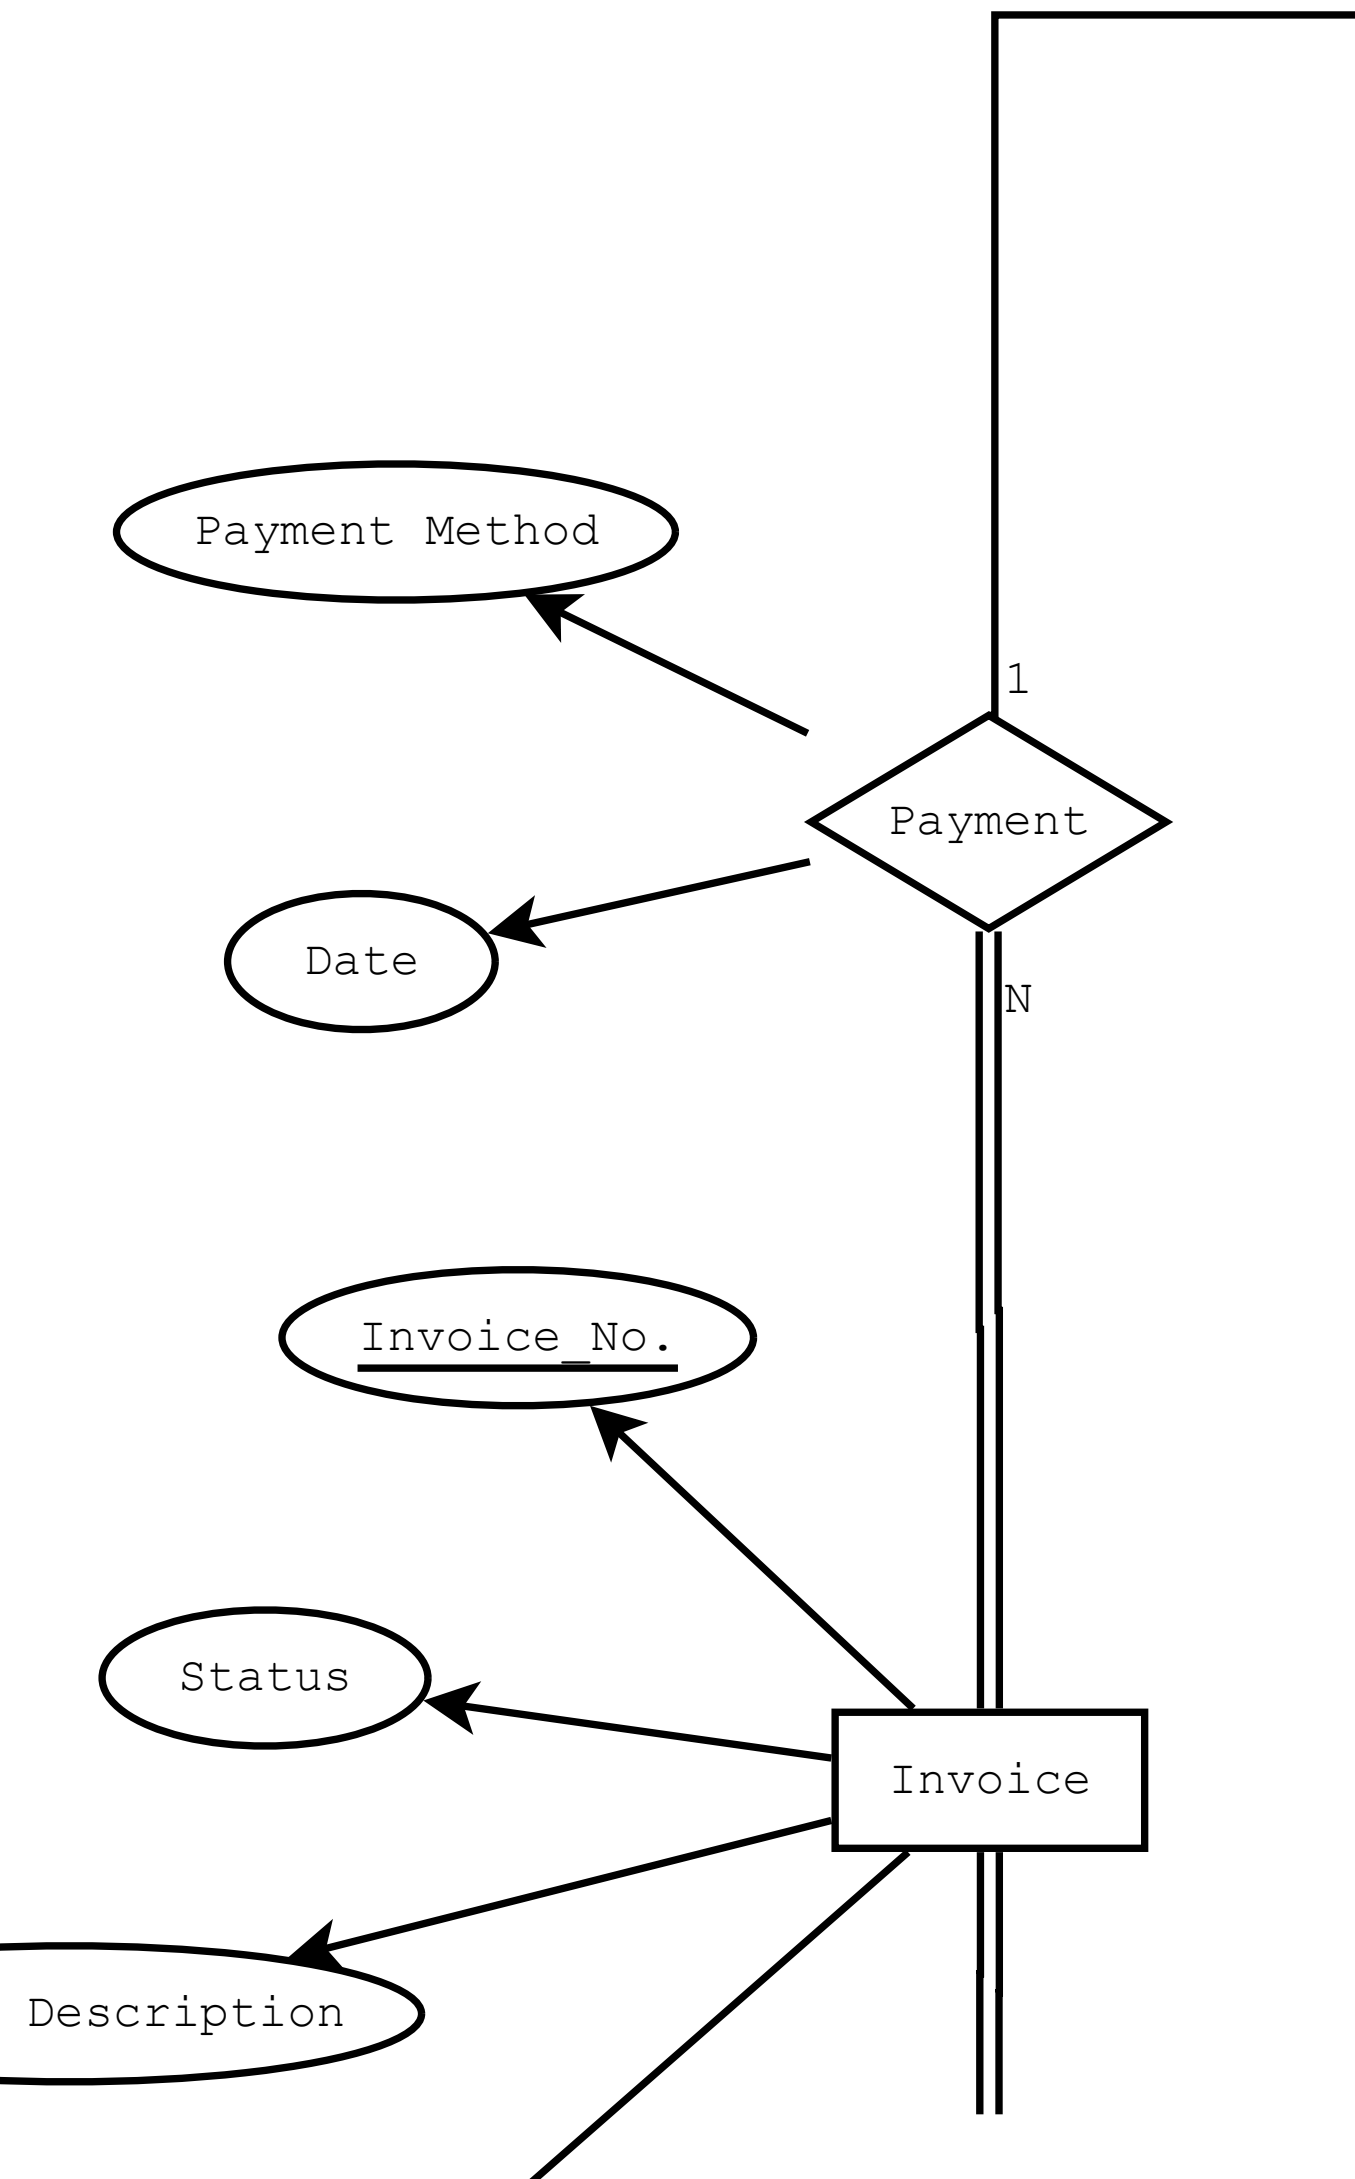 Payment Method
1
Payment
Date
N
Invoice_No.
Status
Invoice
Description